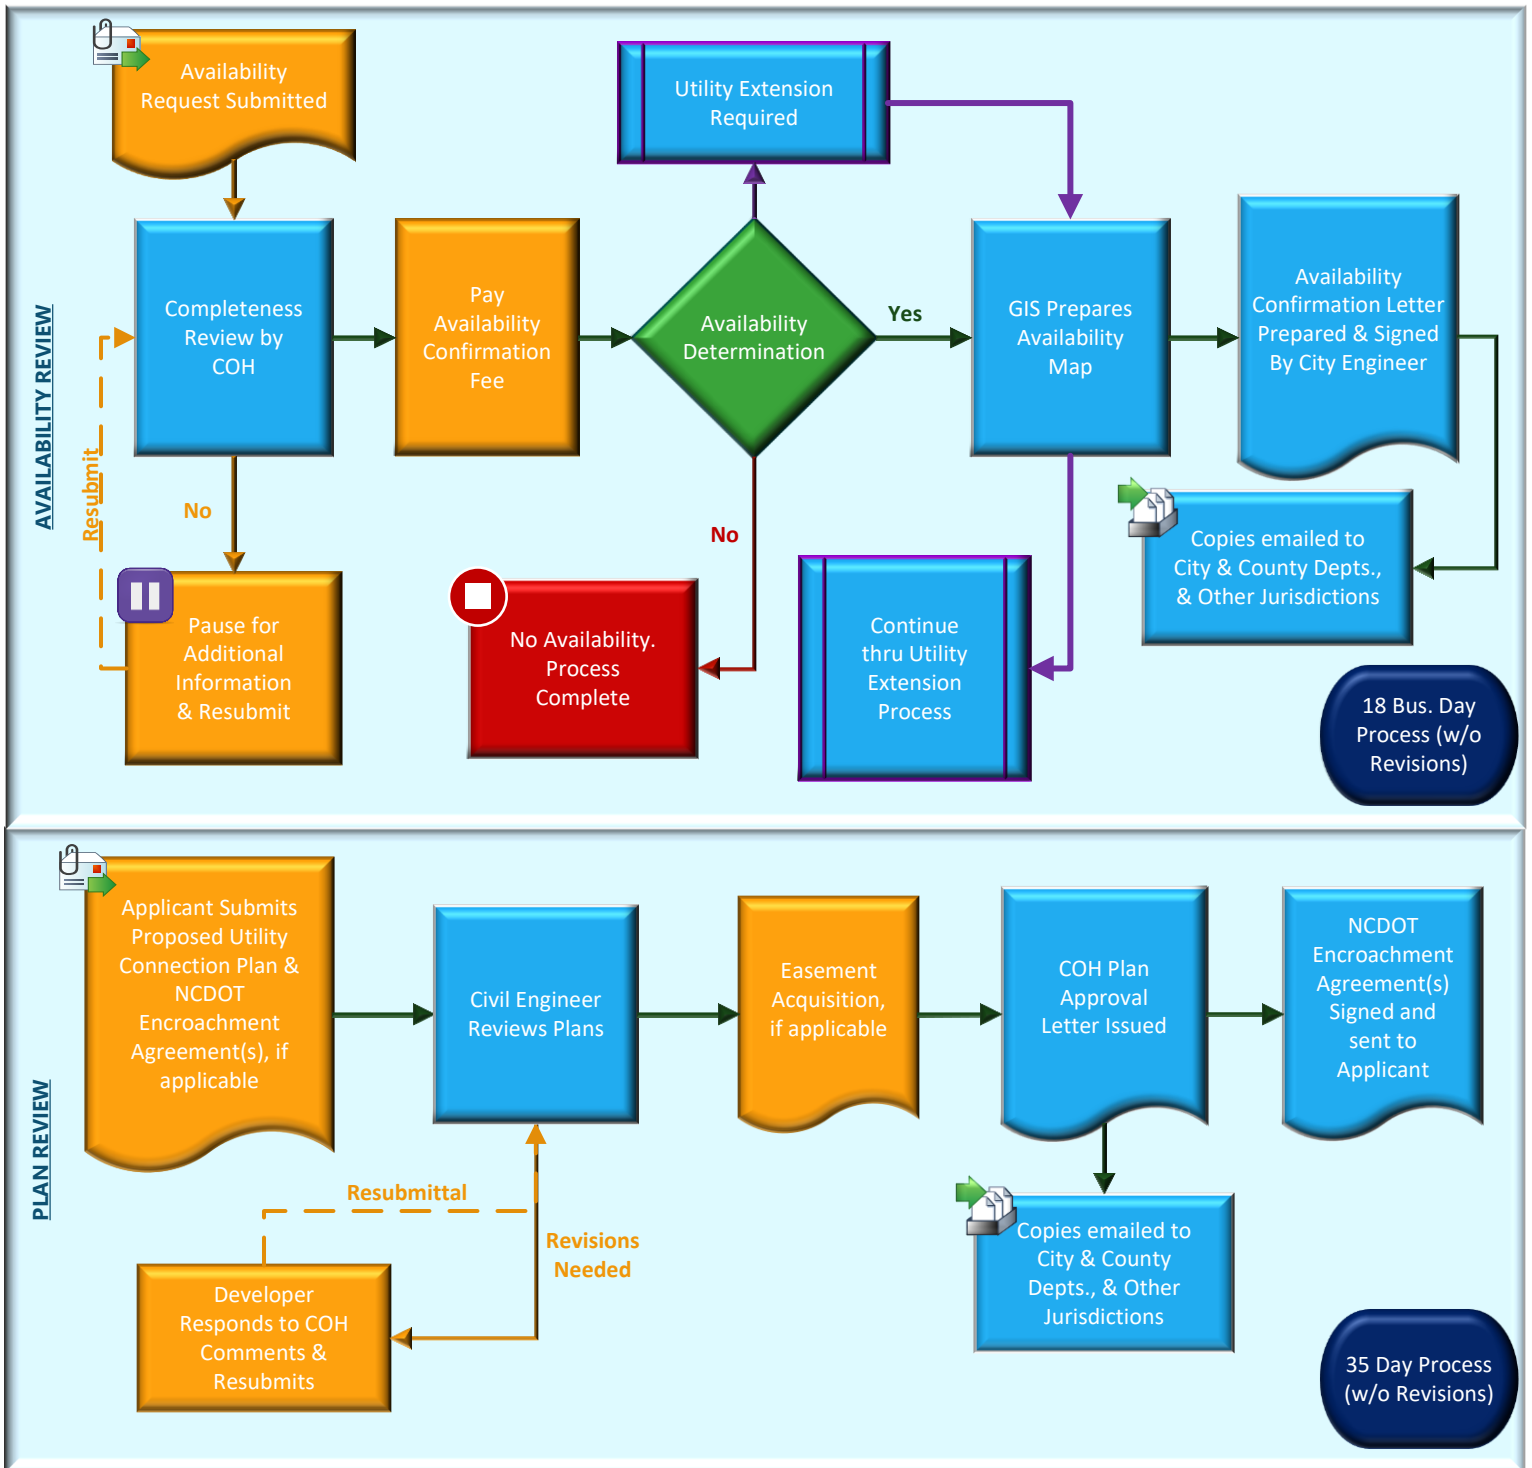 AVAILABILITY REVIEW
Availability
Request Submitted
Completeness
Review by
COH
Resubmit
No
Pause for
Additional
Information
& Resubmit
Pay
Availability
Confirmation
Fee
Utility Extension
Required
Availability
Determination
Yes
No
No Availability.
Process
Complete
GIS Prepares
Availability
Map
Continue
thru Utility
Extension
Process
Availability
Confirmation Letter
Prepared & Signed
By City Engineer
Copies emailed to
City & County Depts.,
& Other Jurisdictions
18 Bus. Day
Process (w/o
Revisions)
PLAN REVIEW
Applicant Submits
Proposed Utility
Connection Plan &
NCDOT
Encroachment
Agreement(s), if
applicable
Civil Engineer
Reviews Plans
Resubmittal
Revisions
Needed
Developer
Responds to COH
Comments &
Resubmits
Easement
Acquisition,
if applicable
COH Plan
Approval
Letter Issued
Copies emailed to
City & County
Depts., & Other
Jurisdictions
NCDOT
Encroachment
Agreement(s)
Signed and
sent to
Applicant
35 Day Process
(w/o Revisions)